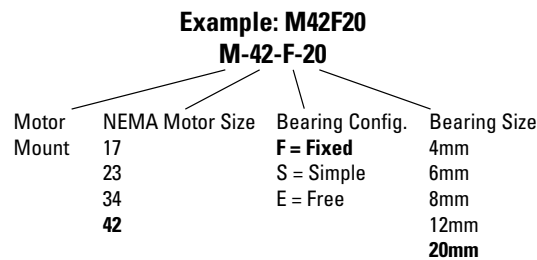 Example: M42F20
M-42-F-20
Motor NEMA Motor Size Bearing Config. Bearing Size
Mount 17 F = Fixed 4mm
23 S = Simple 6mm
34 E = Free 8mm
42 12mm
20mm